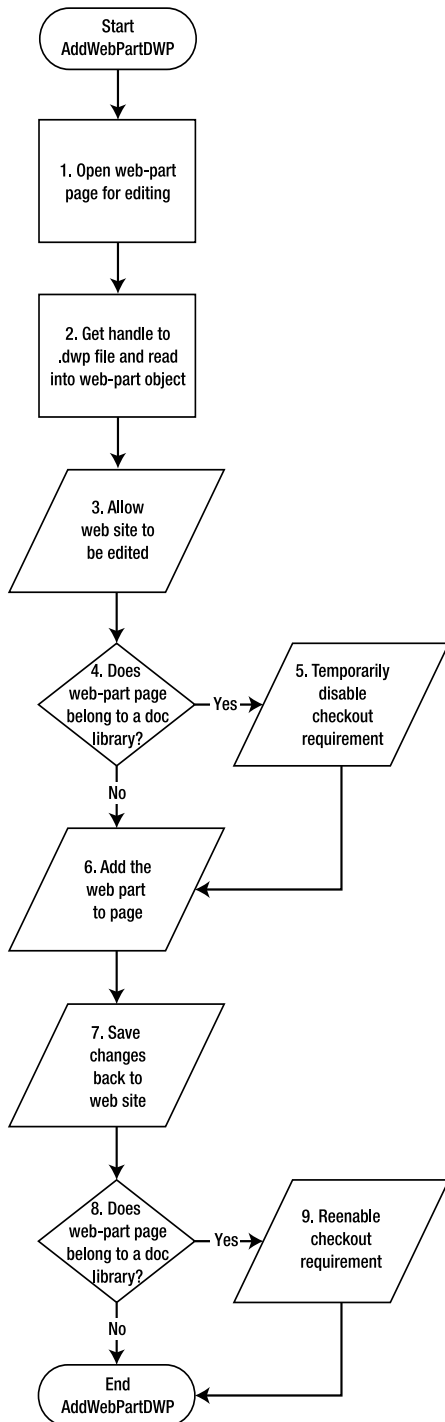 Start
AddWebPartDWP
1. Open web-part
page for editing
2. Get handle to
.dwp file and read
into web-part object
3. Allow
web site to
be edited
4. Does
web-part page
belong to a doc
library?
Yes
5. Temporarily
disable
checkout
requirement
No
6. Add the
web part
to page
7. Save
changes
back to
web site
8. Does
web-part page
belong to a doc
library?
Yes
9. Reenable
checkout
requirement
No
End
AddWebPartDWP